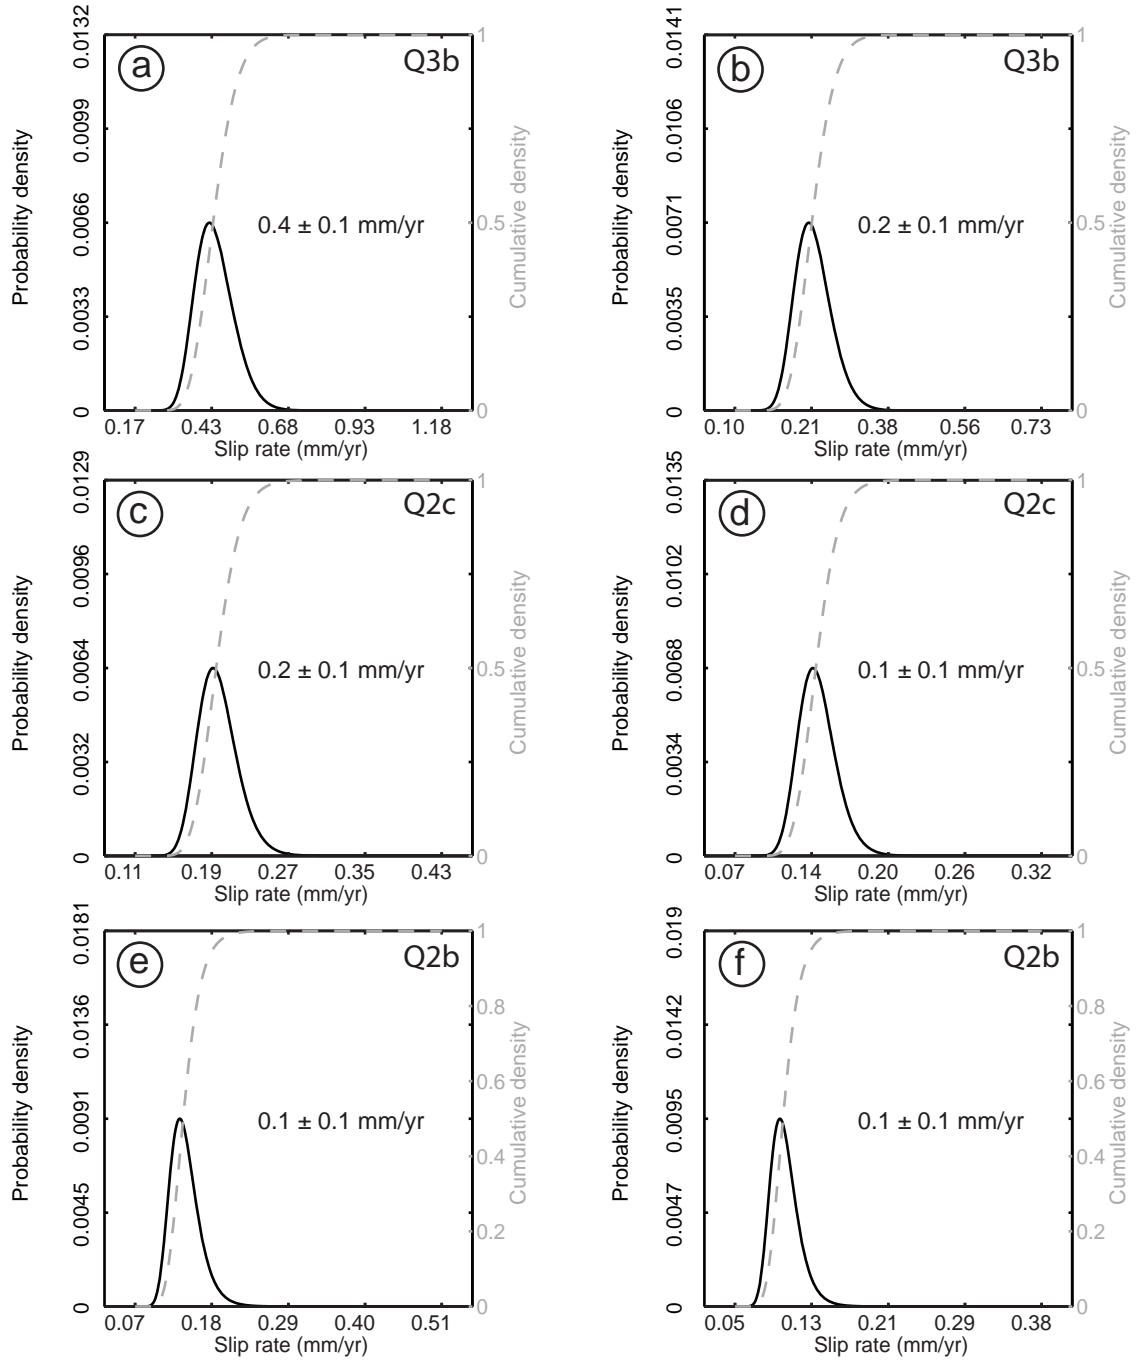 a
Q3b
0.4 ± 0.1 mm/yr
Probability density
0.0132
0.0099
0.0066
0.0033
0
Cumulative density
1
0.5
0
0.17 0.43 0.68 0.93 1.18
Slip rate (mm/yr)
b
Q3b
0.2 ± 0.1 mm/yr
Probability density
0.0141
0.0106
0.0071
0.0035
0
Cumulative density
1
0.5
0
0.10 0.21 0.38 0.56 0.73
Slip rate (mm/yr)
c
Q2c
0.2 ± 0.1 mm/yr
Probability density
0.0129
0.0096
0.0064
0.0032
0
Cumulative density
1
0.5
0
0.11 0.19 0.27 0.35 0.43
Slip rate (mm/yr)
d
Q2c
0.1 ± 0.1 mm/yr
Probability density
0.0135
0.0102
0.0068
0.0034
0
Cumulative density
1
0.5
0
0.07 0.14 0.20 0.26 0.32
Slip rate (mm/yr)
e
Q2b
0.1 ± 0.1 mm/yr
Probability density
0.0181
0.0136
0.0091
0.0045
0
Cumulative density
1
0.8
0.6
0.4
0.2
0
0.07 0.18 0.29 0.40 0.51
Slip rate (mm/yr)
f
Q2b
0.1 ± 0.1 mm/yr
Probability density
0.019
0.0142
0.0095
0.0047
0
Cumulative density
1
0.8
0.6
0.4
0.2
0
0.05 0.13 0.21 0.29 0.38
Slip rate (mm/yr)